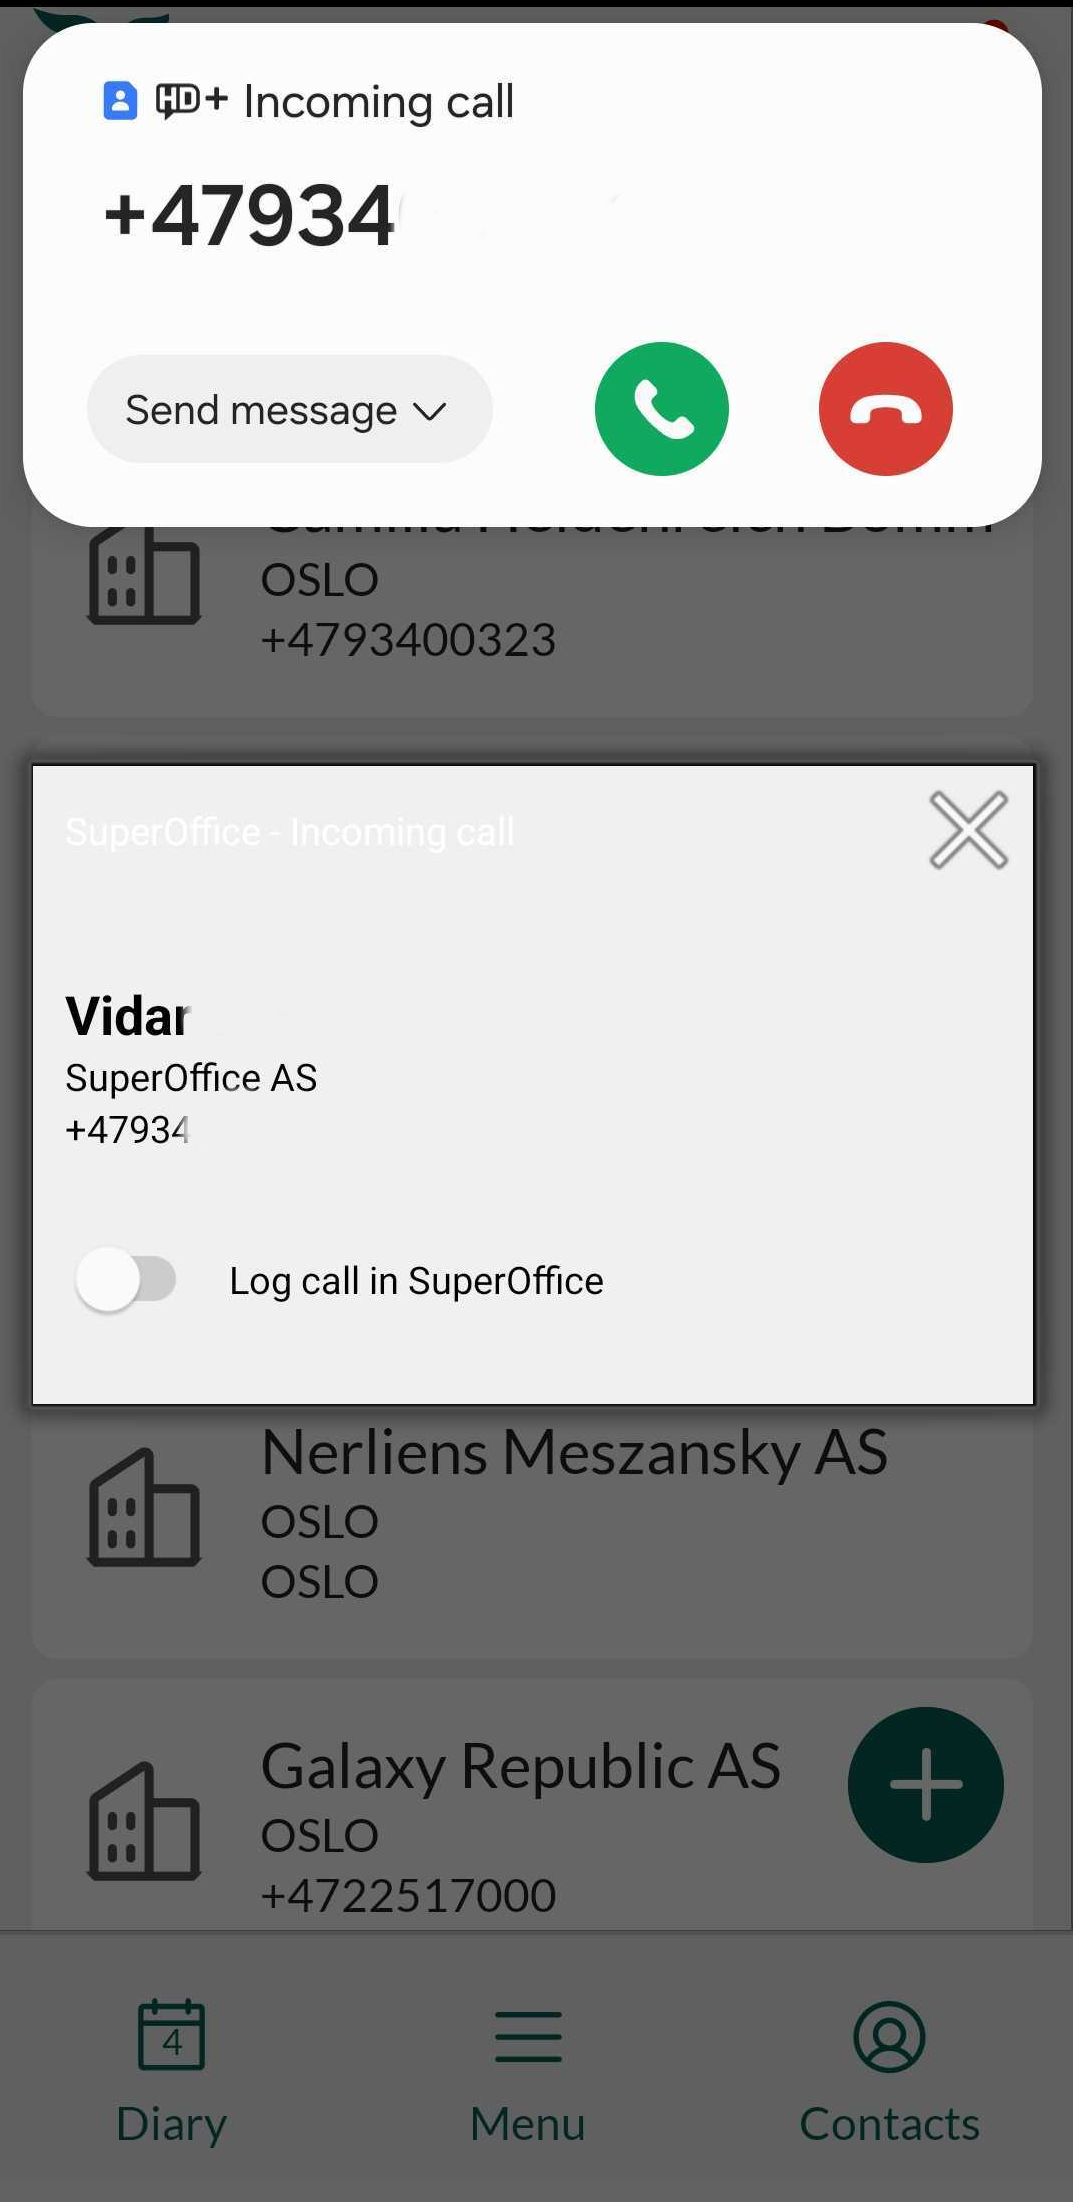 HD+ Incoming call
+47934
Send message
OSLO
+4793400323
SuperOffice - Incoming call
Vidar
SuperOffice AS
+47934
Log call in SuperOffice
Nerliens Meszansky AS
OSLO
OSLO
Galaxy Republic AS
OSLO
+4722517000
4
Diary
Menu
Contacts